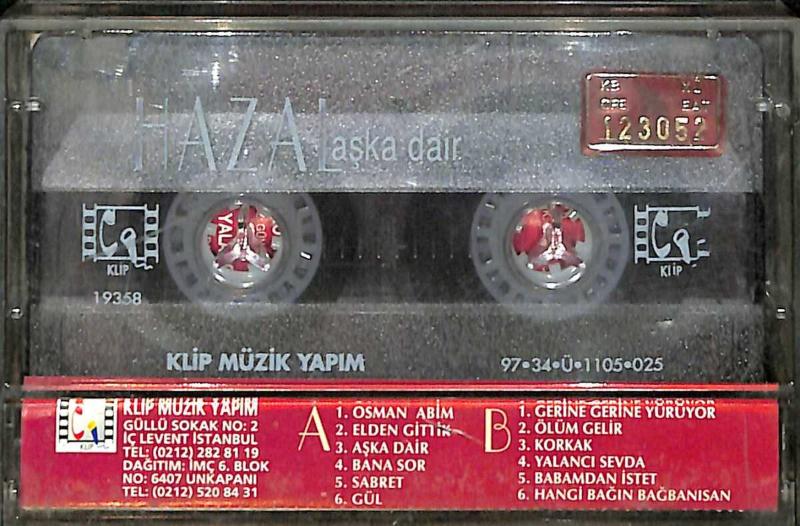 HAZAL aşka dair
123052
KLİP
KLİP
19358
KLİP MÜZİK YAPIM
97•34•Ü•1105•025
KLİP MÜZİK YAPIM
GÜLLÜ SOKAK NO: 2
İÇ LEVENT İSTANBUL
TEL: (0212) 282 81 19
DAĞITIM: İMÇ 6. BLOK
NO: 6407 UNKAPANI
TEL: (0212) 520 84 31
KLİP
A
1. OSMAN ABİM
2. ELDEN GİTTİK
3. AŞKA DAİR
4. BANA SOR
5. SABRET
6. GÜL
B
1. GERİNE GERİNE YÜRÜYOR
2. ÖLÜM GELİR
3. KORKAK
4. YALANCI SEVDA
5. BABAMDAN İSTET
6. HANGİ BAĞIN BAĞBANISAN